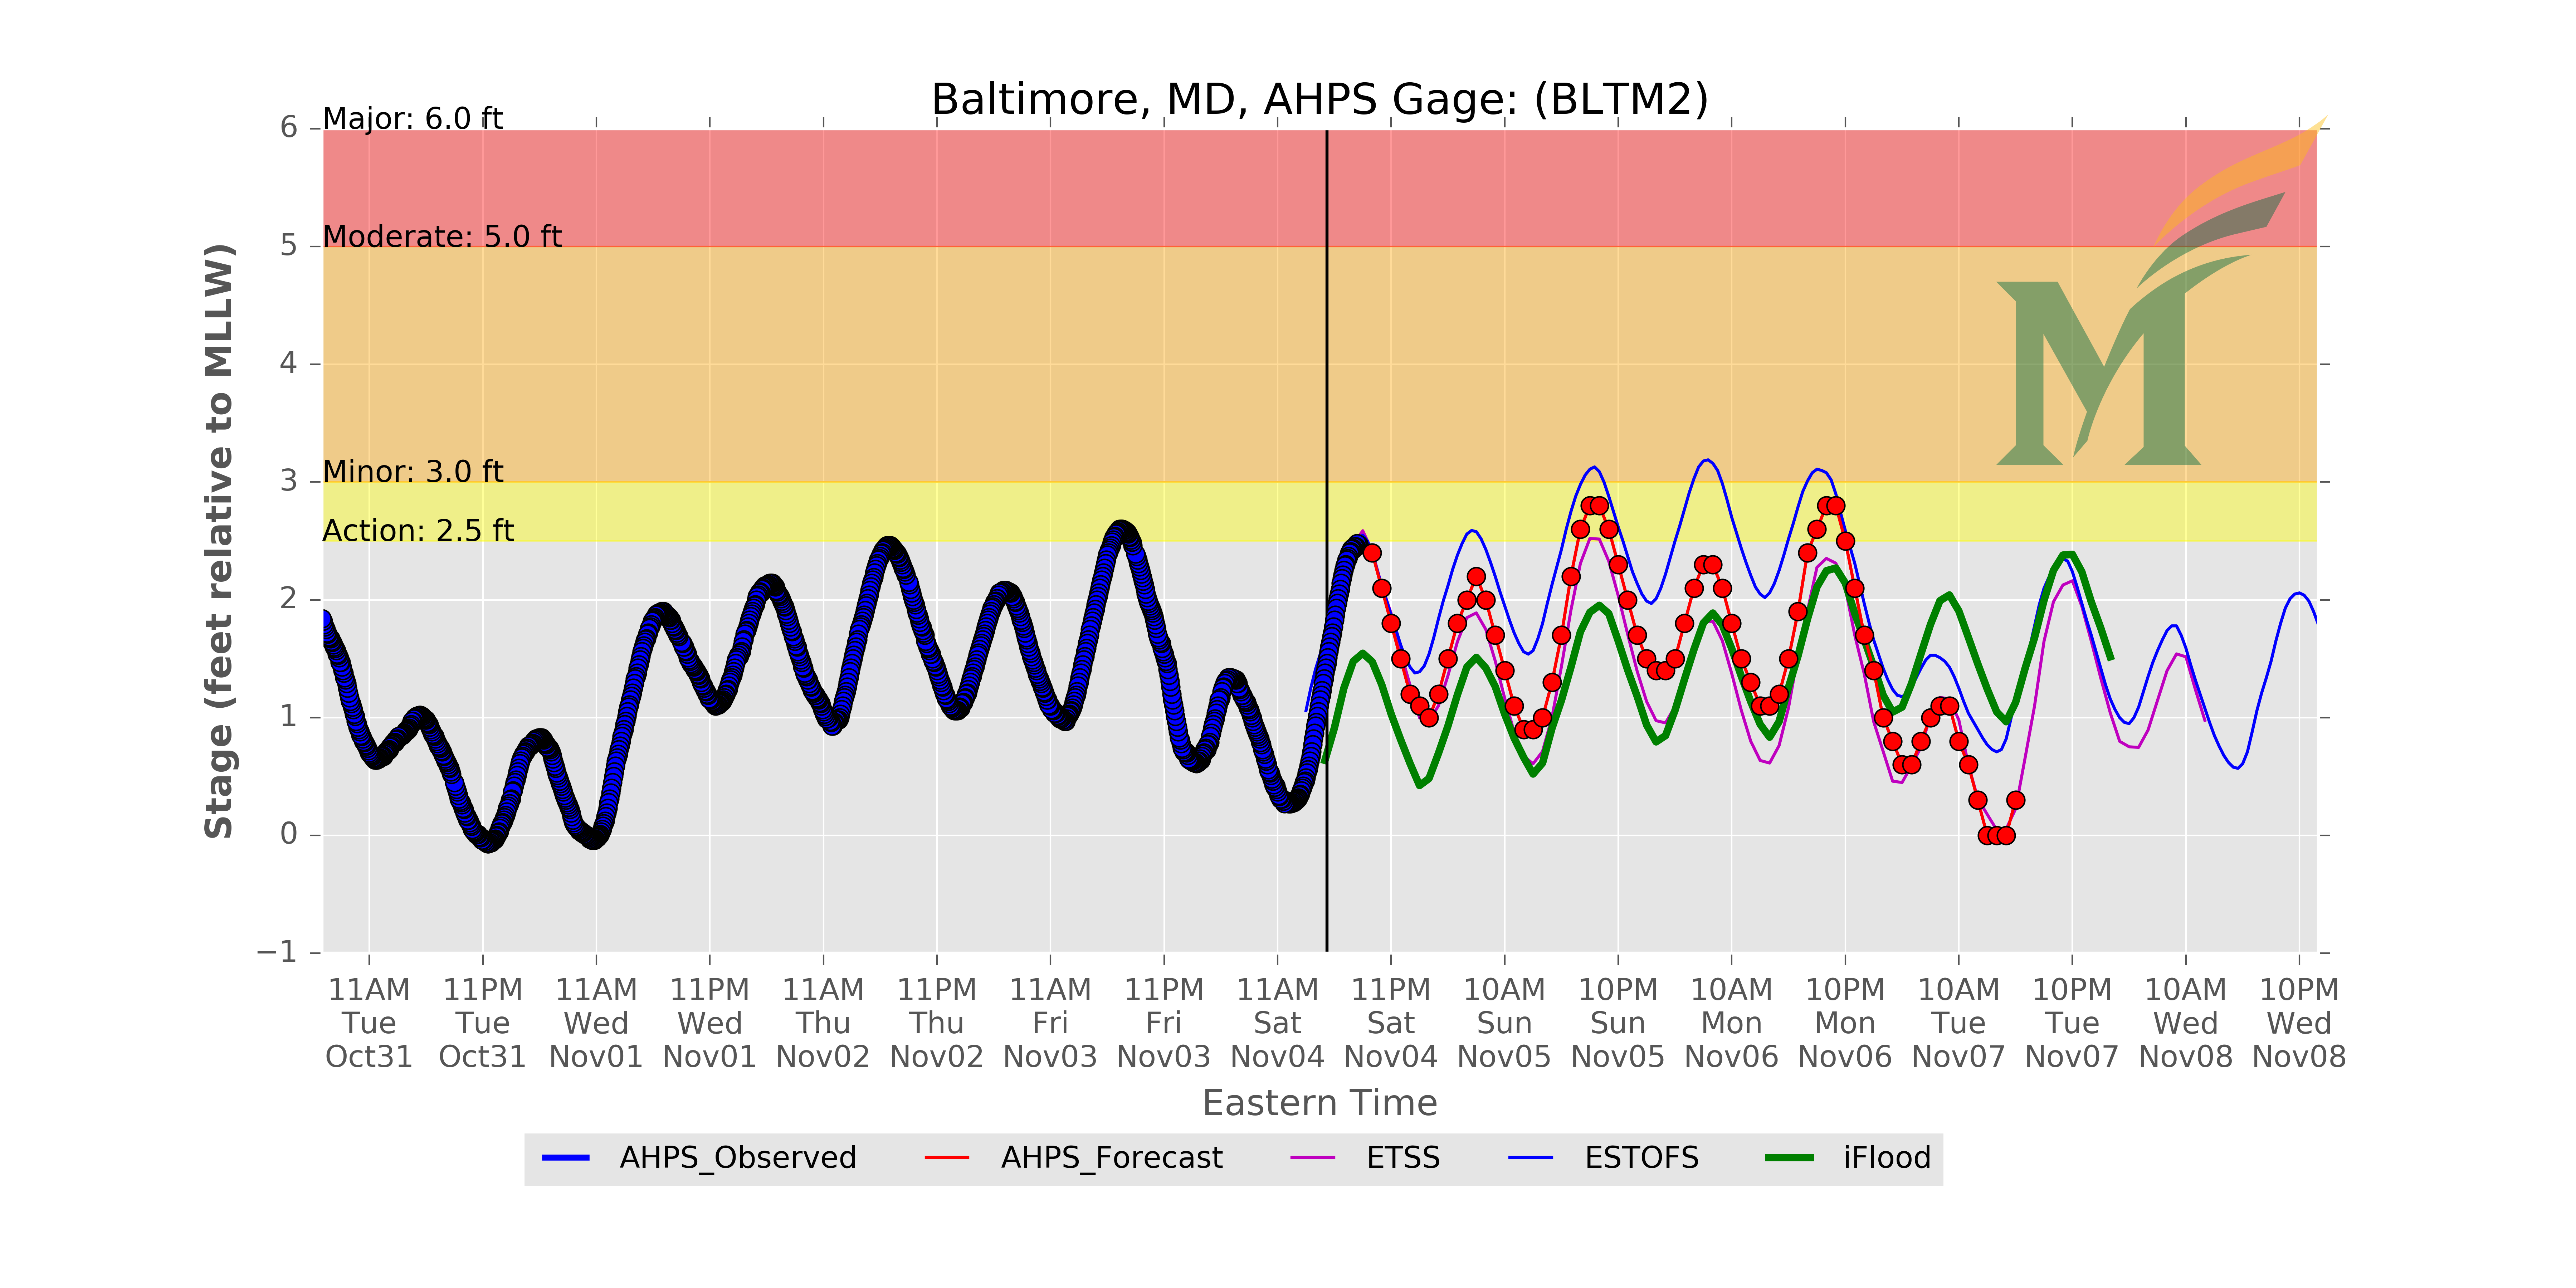 Baltimore, MD, AHPS Gage: (BLTM2)
Major: 6.0 ft
Moderate: 5.0 ft
Minor: 3.0 ft
Action: 2.5 ft
6
5
4
3
2
1
0
−1
Stage (feet relative to MLLW)
M
11AM 11PM 11AM 11PM 11AM 11PM 11AM 11PM 11AM 11PM 10AM 10PM 10AM 10PM 10AM 10PM 10AM 10PM
Tue Tue Wed Wed Thu Thu Fri Fri Sat Sat Sun Sun Mon Mon Tue Tue Wed Wed
Oct31 Oct31 Nov01 Nov01 Nov02 Nov02 Nov03 Nov03 Nov04 Nov04 Nov05 Nov05 Nov06 Nov06 Nov07 Nov07 Nov08 Nov08
Eastern Time
AHPS_Observed AHPS_Forecast ETSS ESTOFS iFlood